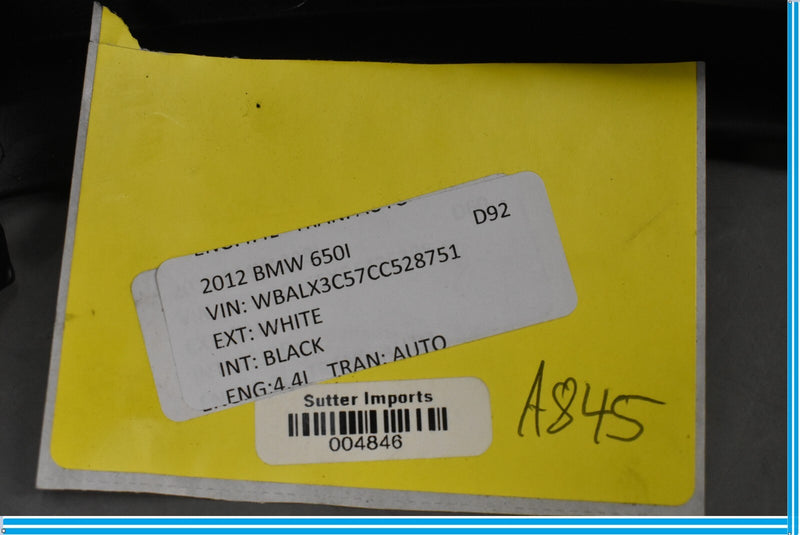 D92
2012 BMW 650I
VIN: WBALX3C57CC528751
EXT: WHITE
INT: BLACK
ENG:4.4L TRAN: AUTO
Sutter Imports
004846
A845